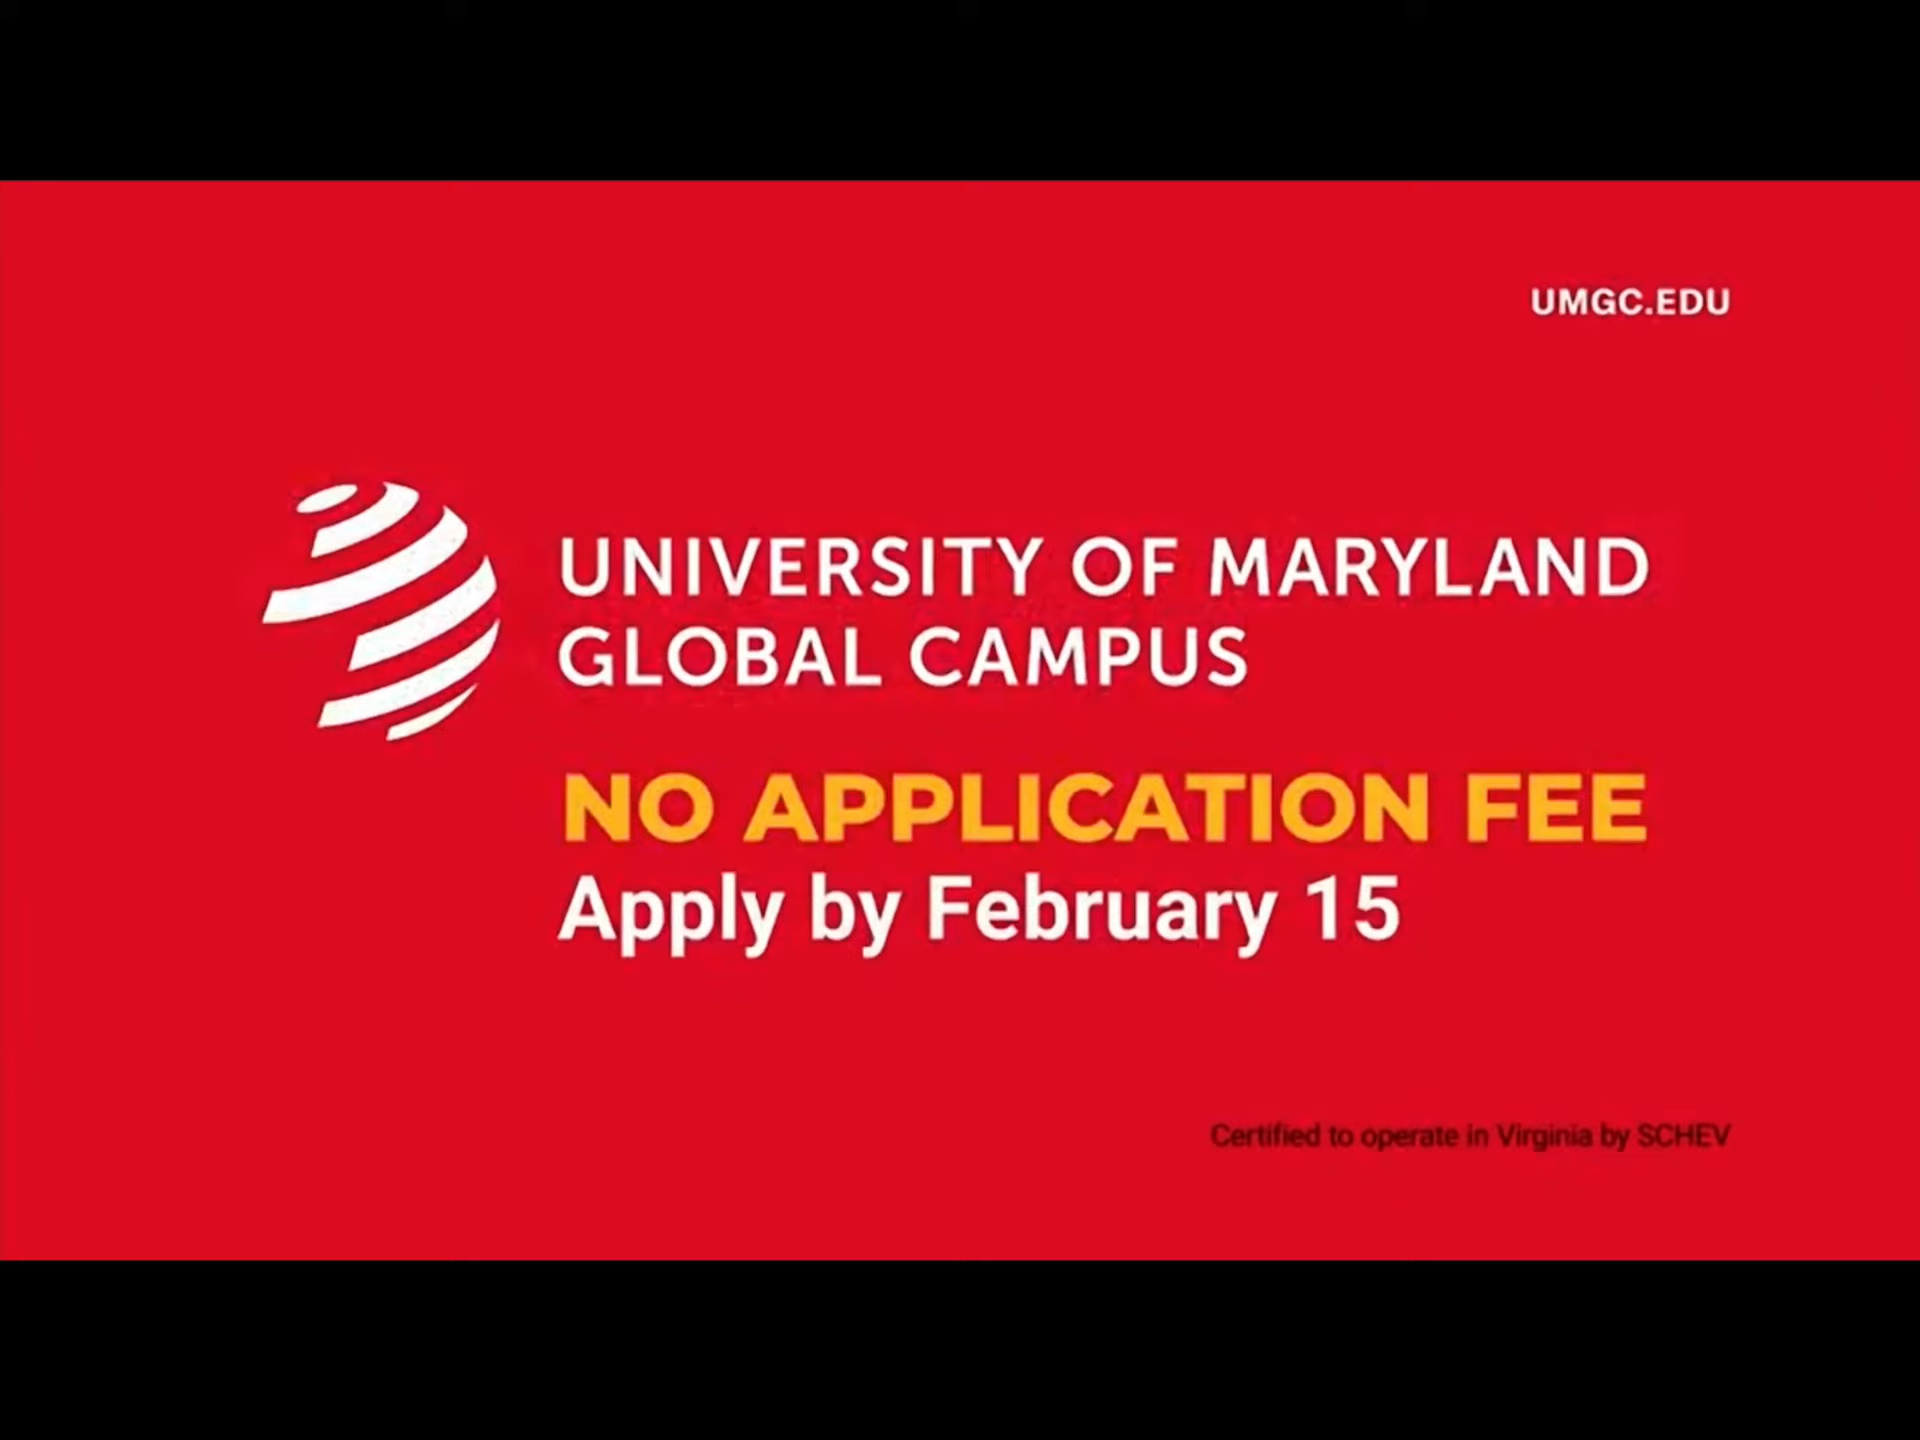 UMGC.EDU
UNIVERSITY OF MARYLAND
GLOBAL CAMPUS
NO APPLICATION FEE
Apply by February 15
Certified to operate in Virginia by SCHEV